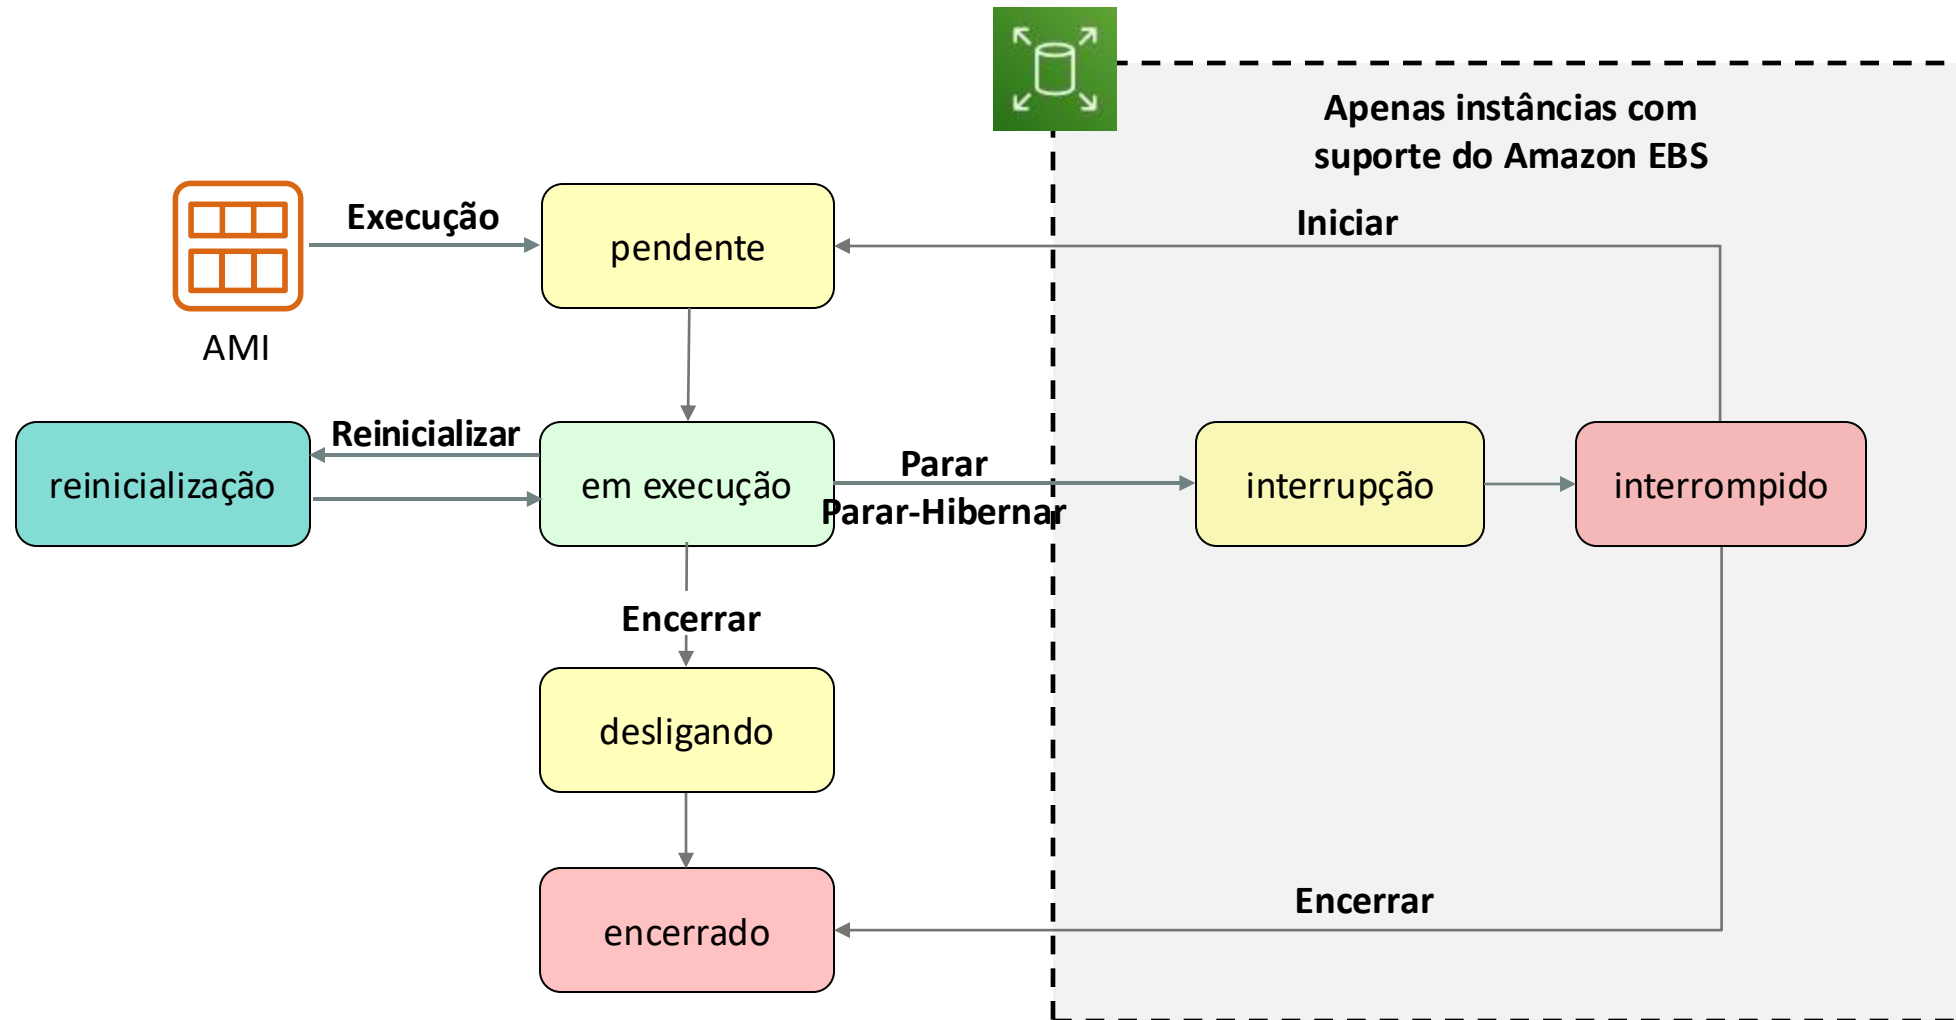 Apenas instâncias com
suporte do Amazon EBS
Execução
pendente
Iniciar
AMI
Reinicializar
reinicialização
em execução
Parar
Parar-Hibernar
interrupção
interrompido
Encerrar
desligando
Encerrar
encerrado